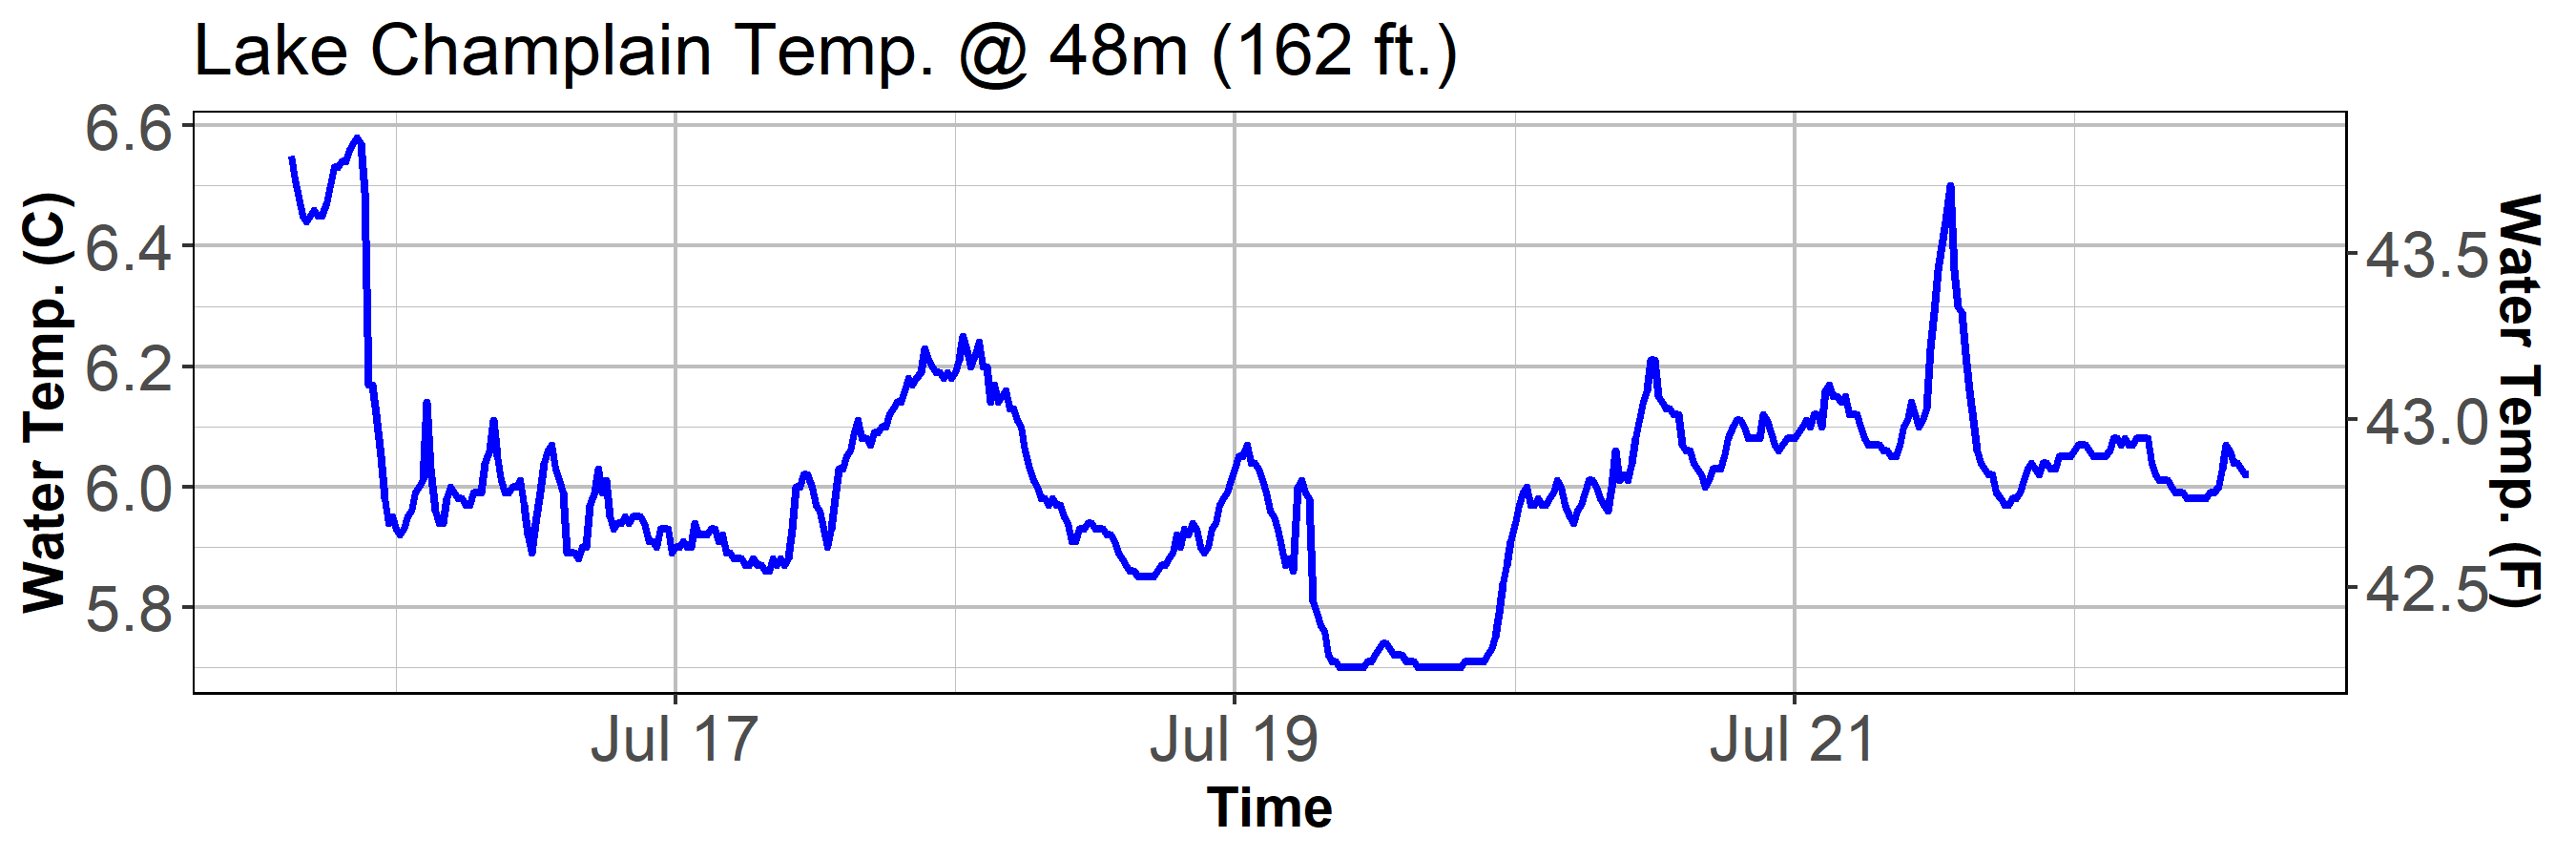 Lake Champlain Temp. @ 48m (162 ft.)
Water Temp. (C)
6.6
6.4
6.2
6.0
5.8
43.5
43.0
42.5
Water Temp. (F)
Jul 17 Jul 19 Jul 21
Time